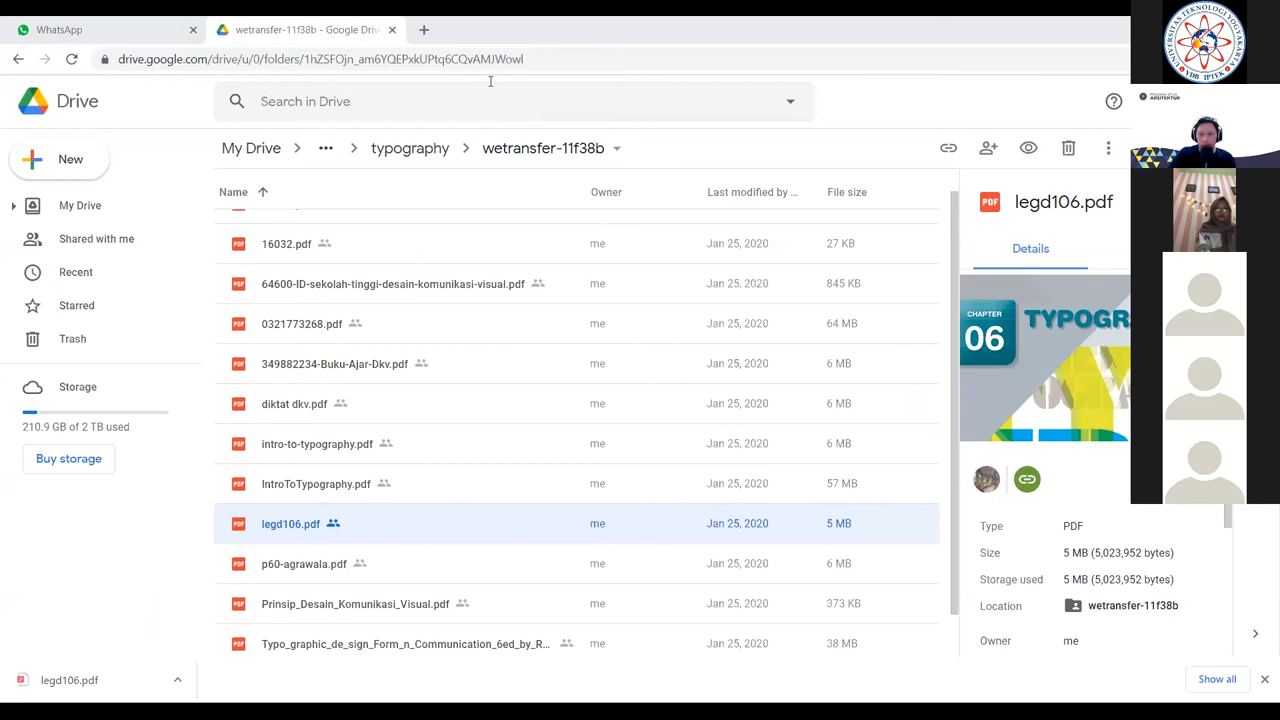 WhatsApp
wetransfer-11f38b - Google Driv
Drive
Search in Drive
New
My Drive
Shared with me
Recent
Starred
Trash
Storage
210.9 GB of 2 TB used
Buy storage
My Drive > ... > typography > wetransfer-11f38b
Name Owner Last modified by ... File size
16032.pdf me Jan 25, 2020 27 KB
64600-ID-sekolah-tinggi-desain-komunikasi-visual.pdf me Jan 25, 2020 845 KB
0321773268.pdf me Jan 25, 2020 64 MB
349882234-Buku-Ajar-Dkv.pdf me Jan 25, 2020 6 MB
diktat dkv.pdf me Jan 25, 2020 6 MB
intro-to-typography.pdf me Jan 25, 2020 6 MB
IntroToTypography.pdf me Jan 25, 2020 57 MB
legd106.pdf me Jan 25, 2020 5 MB
p60-agrawala.pdf me Jan 25, 2020 6 MB
Prinsip_Desain_Komunikasi_Visual.pdf me Jan 25, 2020 373 KB
Typo_graphic_de_sign_Form_n_Communication_6ed_by_R... me Jan 25, 2020 38 MB
PDF legd106.pdf
Details
CHAPTER
06
TYPOGR
Type PDF
Size 5 MB (5,023,952 bytes)
Storage used 5 MB (5,023,952 bytes)
Location wetransfer-11f38b
Owner me
legd106.pdf
Show all
UNIVERSITAS TEKNOLOGI YOGYAKARTA
YDB IPTEK
ARSITEKTUR